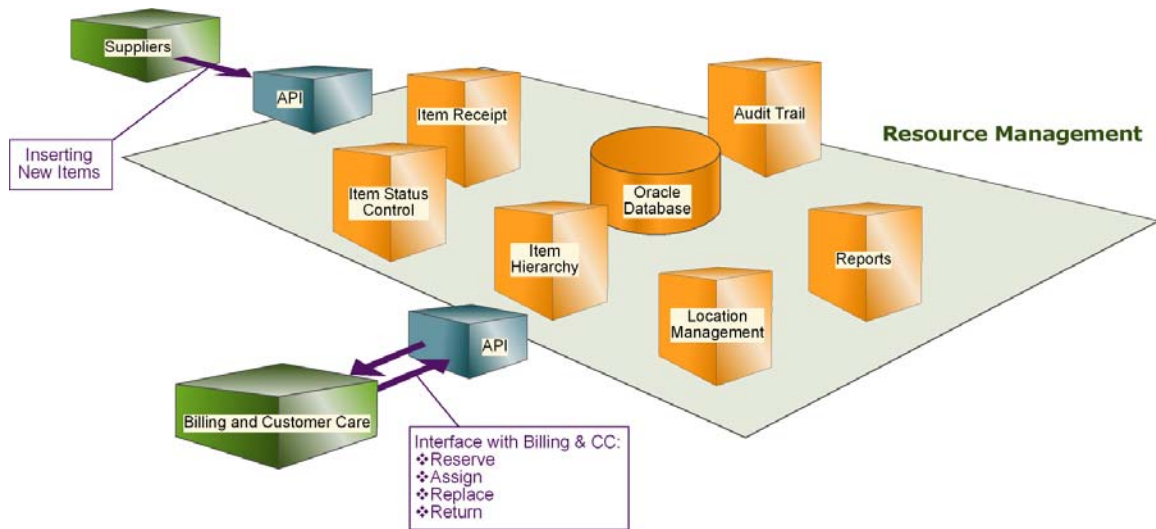 Suppliers
API
Item Receipt
Audit Trail
Resource Management
Inserting
New Items
Item Status
Control
Oracle
Database
Item
Hierarchy
Reports
Location
Management
API
Billing and Customer Care
Interface with Billing & CC:
❖Reserve
❖Assign
❖Replace
❖Return